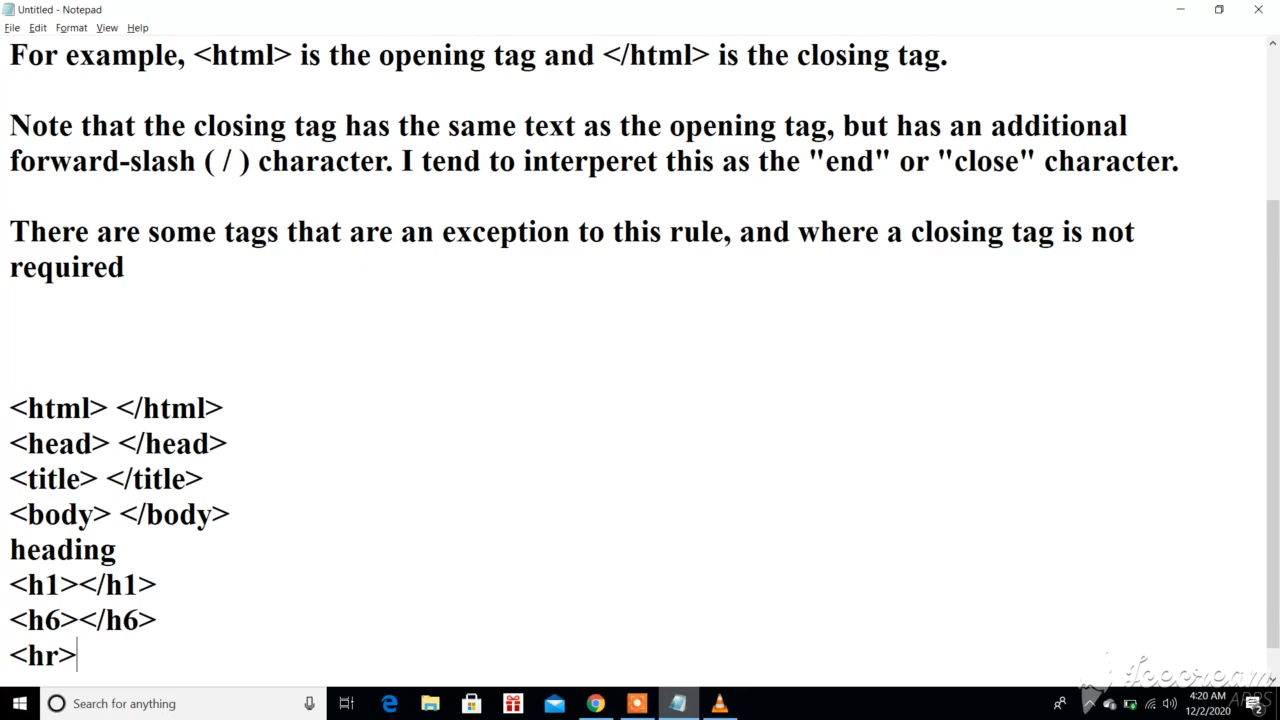 Untitled - Notepad
File Edit Format View Help
For example, <html> is the opening tag and </html> is the closing tag.
Note that the closing tag has the same text as the opening tag, but has an additional
forward-slash ( / ) character. I tend to interperet this as the "end" or "close" character.
There are some tags that are an exception to this rule, and where a closing tag is not
required
<html> </html>
<head> </head>
<title> </title>
<body> </body>
heading
<h1></h1>
<h6></h6>
<hr>
Icecream
APPS
Search for anything
4:20 AM
12/2/2020
2